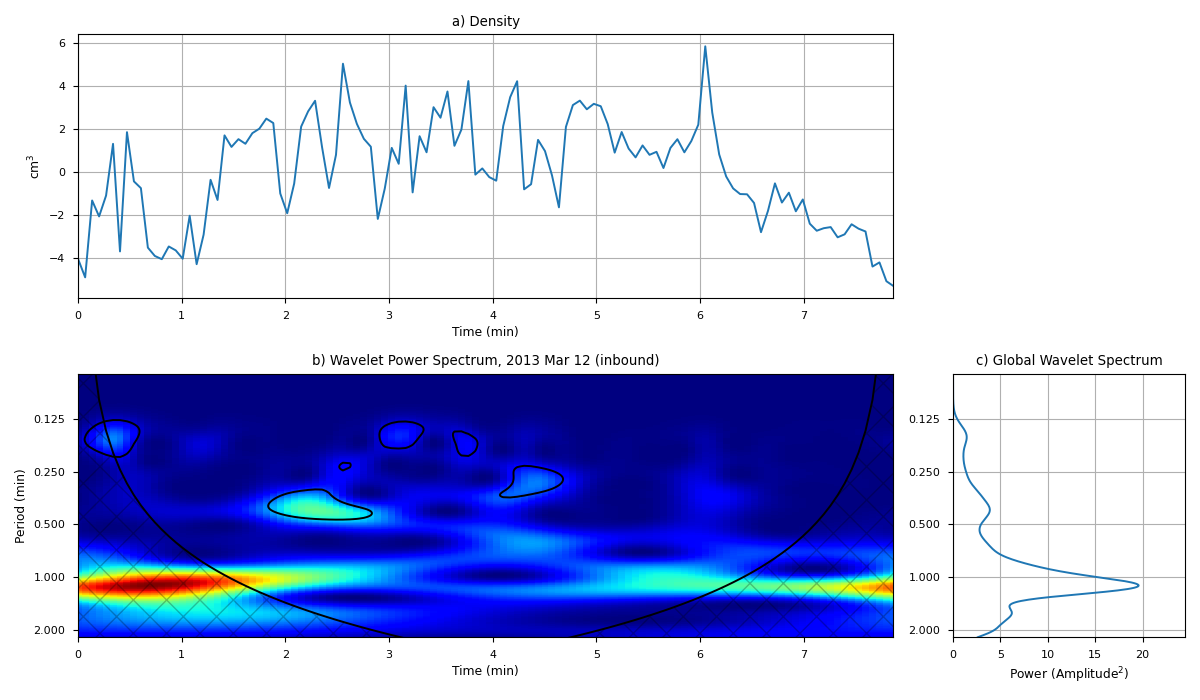 a) Density
6
4
2
0
−2
−4
cm³
0 1 2 3 4 5 6 7
Time (min)
b) Wavelet Power Spectrum, 2013 Mar 12 (inbound)
0.125
0.250
0.500
1.000
2.000
Period (min)
0 1 2 3 4 5 6 7
Time (min)
c) Global Wavelet Spectrum
0.125
0.250
0.500
1.000
2.000
0 5 10 15 20
Power (Amplitude²)